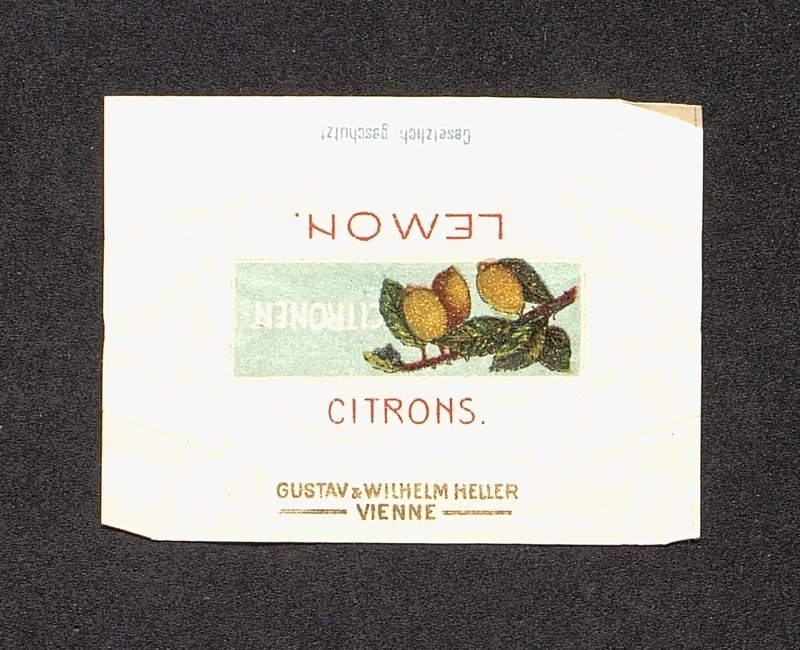 Gesetzlich geschützt
LEMON.
CITRONEN
CITRONS.
GUSTAV & WILHELM HELLER
VIENNE